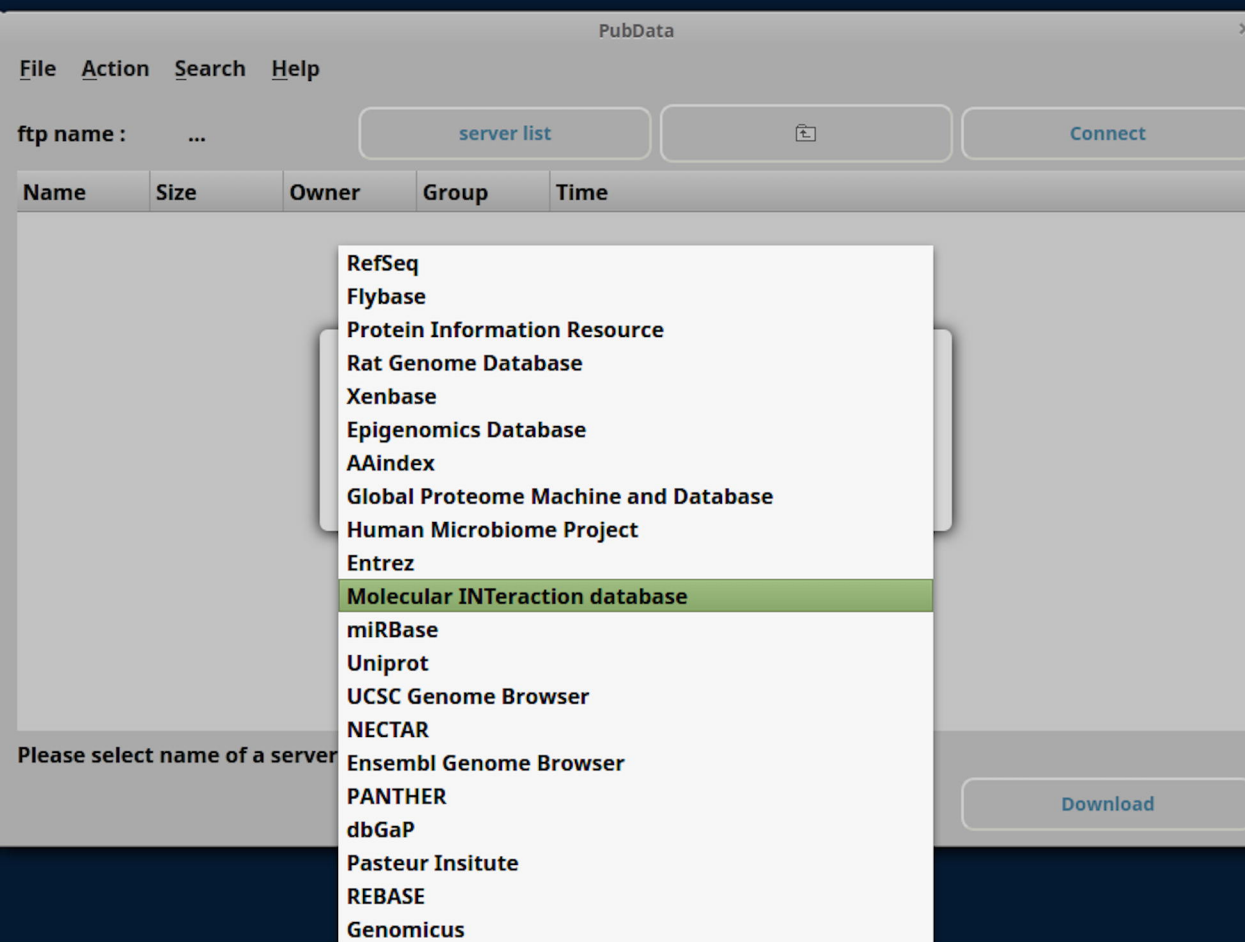 PubData
File Action Search Help
ftp name : ... server list Connect
Name Size Owner Group Time
RefSeq
Flybase
Protein Information Resource
Rat Genome Database
Xenbase
Epigenomics Database
AAindex
Global Proteome Machine and Database
Human Microbiome Project
Entrez
Molecular INTeraction database
miRBase
Uniprot
UCSC Genome Browser
NECTAR
Ensembl Genome Browser
PANTHER
dbGaP
Pasteur Insitute
REBASE
Genomicus
Please select name of a server
Download